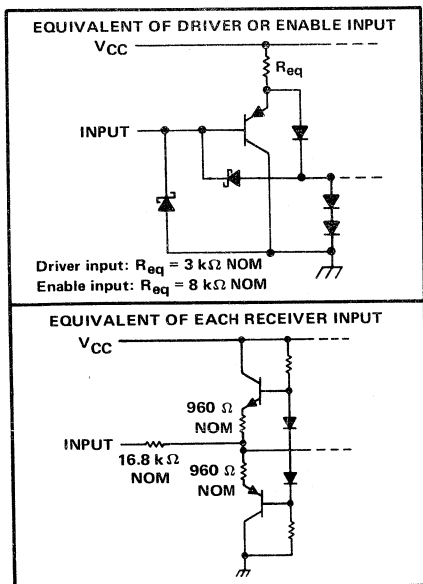 EQUIVALENT OF DRIVER OR ENABLE INPUT
VCC
Req
INPUT
Driver input: Req = 3 kΩ NOM
Enable input: Req = 8 kΩ NOM
EQUIVALENT OF EACH RECEIVER INPUT
VCC
960 Ω
NOM
INPUT
16.8 kΩ
NOM
960 Ω
NOM